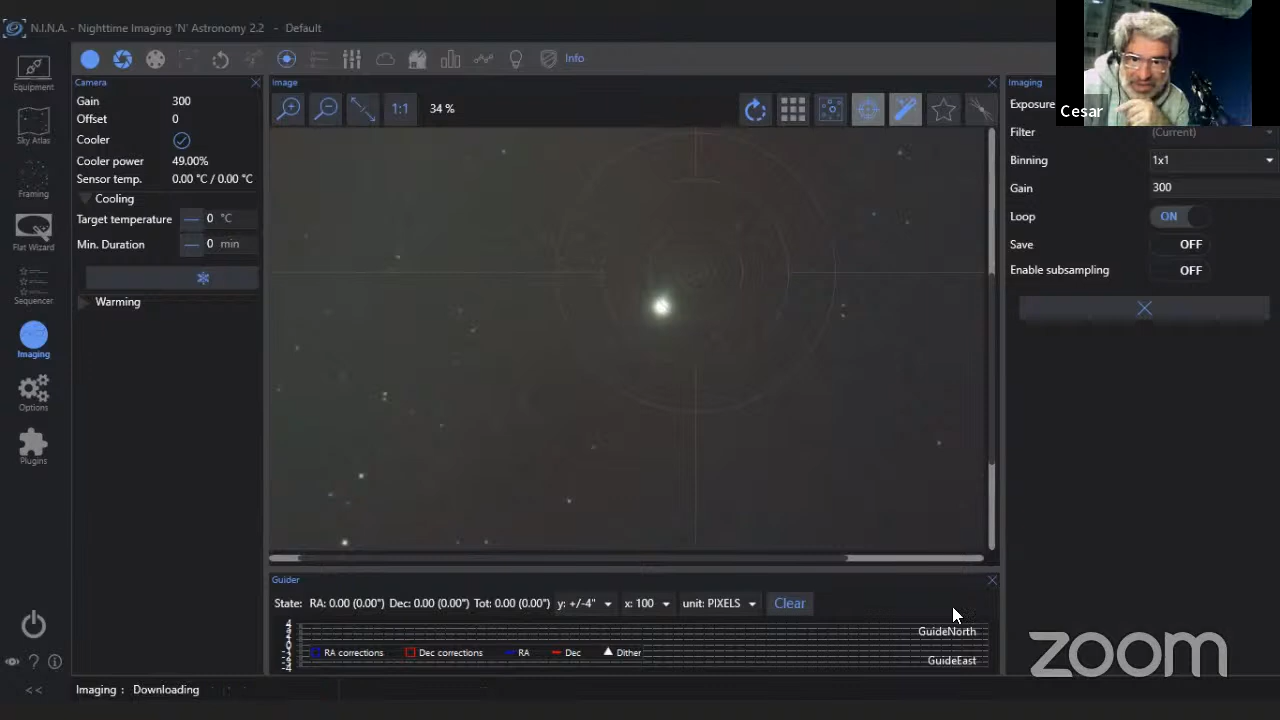 N.I.N.A. - Nighttime Imaging 'N' Astronomy 2.2 - Default
Equipment
Sky Atlas
Framing
Flat Wizard
Sequencer
Imaging
Options
Plugins
<<
Info
Camera
Gain 300
Offset 0
Cooler
Cooler power 49.00%
Sensor temp. 0.00 °C / 0.00 °C
Cooling
Target temperature 0 °C
Min. Duration 0 min
Warming
Image
1:1 34 %
Imaging
Exposure
Filter (Current)
Binning 1x1
Gain 300
Loop ON
Save OFF
Enable subsampling OFF
Cesar
Guider
State: RA: 0.00 (0.00") Dec: 0.00 (0.00") Tot: 0.00 (0.00") y: +/-4" x: 100 unit: PIXELS Clear
GuideNorth
GuideEast
RA corrections Dec corrections RA Dec Dither
Imaging : Downloading
zoom